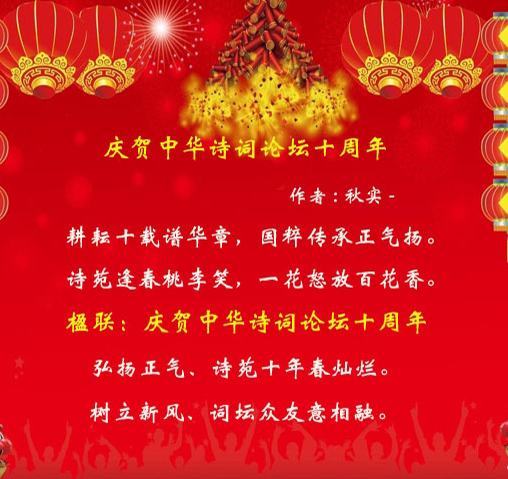 庆贺中华诗词论坛十周年
作者:秋实-
耕耘十载谱华章,国粹传承正气扬。
诗苑逢春桃李笑,一花怒放百花香。
楹联:庆贺中华诗词论坛十周年
弘扬正气、诗苑十年春灿烂。
树立新风、词坛众友意相融。